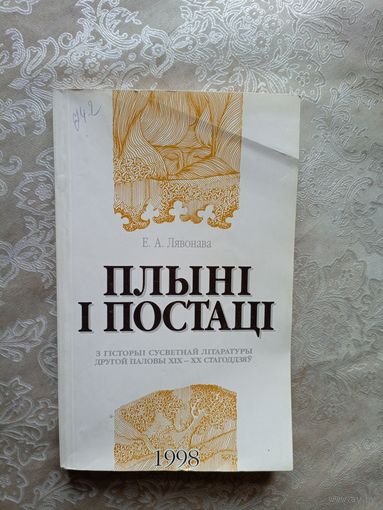 Е. А. Лявонава
ПЛЫНІ
І ПОСТАЦІ
З ГІСТОРЫІ СУСВЕТНАЙ ЛІТАРАТУРЫ
ДРУГОЙ ПАЛОВЫ XIX – XX СТАГОДДЗЯЎ
1998